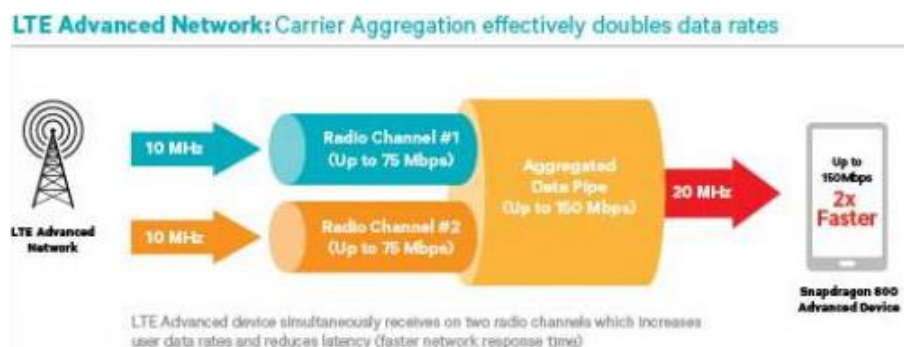 LTE Advanced Network: Carrier Aggregation effectively doubles data rates
10 MHz
Radio Channel #1
(Up to 75 Mbps)
Aggregated
Data Pipe
(Up to 150 Mbps)
20 MHz
Up to
150Mbps
2x
Faster
LTE Advanced
Network
10 MHz
Radio Channel #2
(Up to 75 Mbps)
Snapdragon 800
Advanced Device
LTE Advanced device simultaneously receives on two radio channels which increases
user data rates and reduces latency (faster network response time)